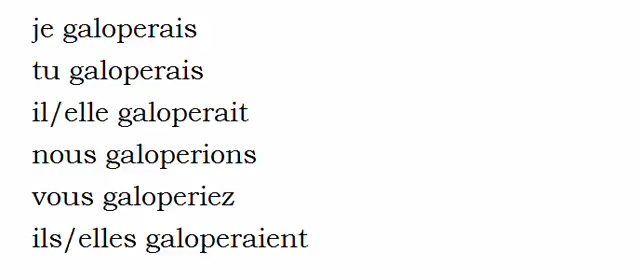 je galoperais
tu galoperais
il/elle galoperait
nous galoperions
vous galoperiez
ils/elles galoperaient